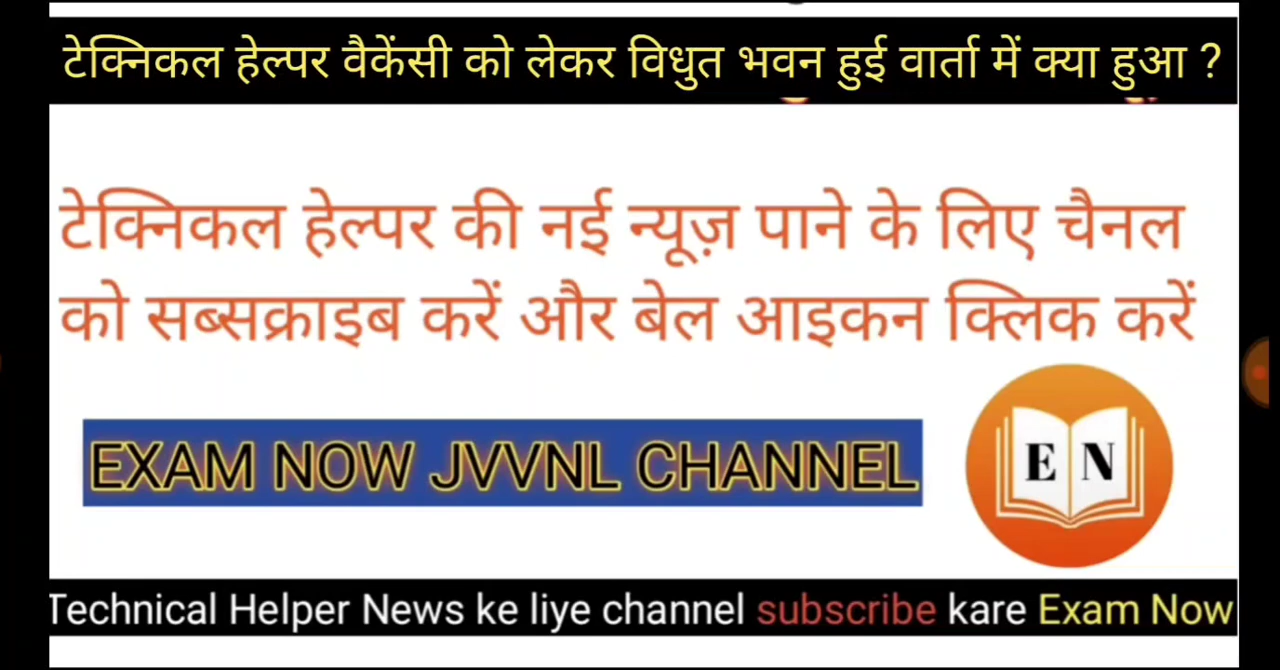 टेक्निकल हेल्पर वैकेंसी को लेकर विधुत भवन हुई वार्ता में क्या हुआ ?
टेक्निकल हेल्पर की नई न्यूज़ पाने के लिए चैनल
को सब्सक्राइब करें और बेल आइकन क्लिक करें
EXAM NOW JVVNL CHANNEL
E N
Technical Helper News ke liye channel subscribe kare Exam Now